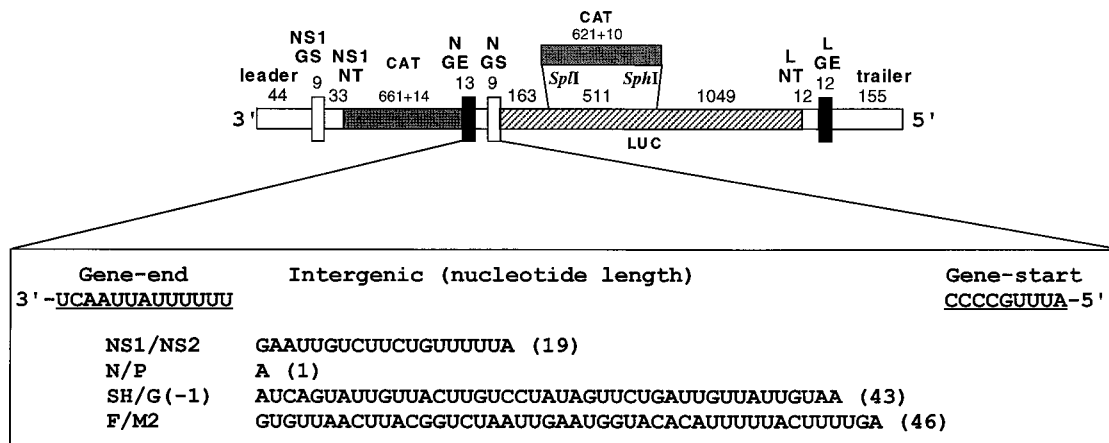 CAT
621+10
NS1
GS
9
NS1
NT
33
CAT
661+14
N
GE
13
N
GS
9
SplI
SphI
L
NT
12
L
GE
12
leader
44
163
511
1049
trailer
155
3'
5'
LUC
Gene-end
Intergenic (nucleotide length)
Gene-start
3'-UCAAUUAUUUUUU
CCCCGUUUA-5'
NS1/NS2 GAAUUGUCUUCUGUUUUUA (19)
N/P A (1)
SH/G(-1) AUCAGUAUUGUUACUUGUCCUAUAGUUCUGAUUGUUAUUGUAA (43)
F/M2 GUGUUAACUUACGGUCUAAUUGAAUGGUACACAUUUUUACUUUUGA (46)